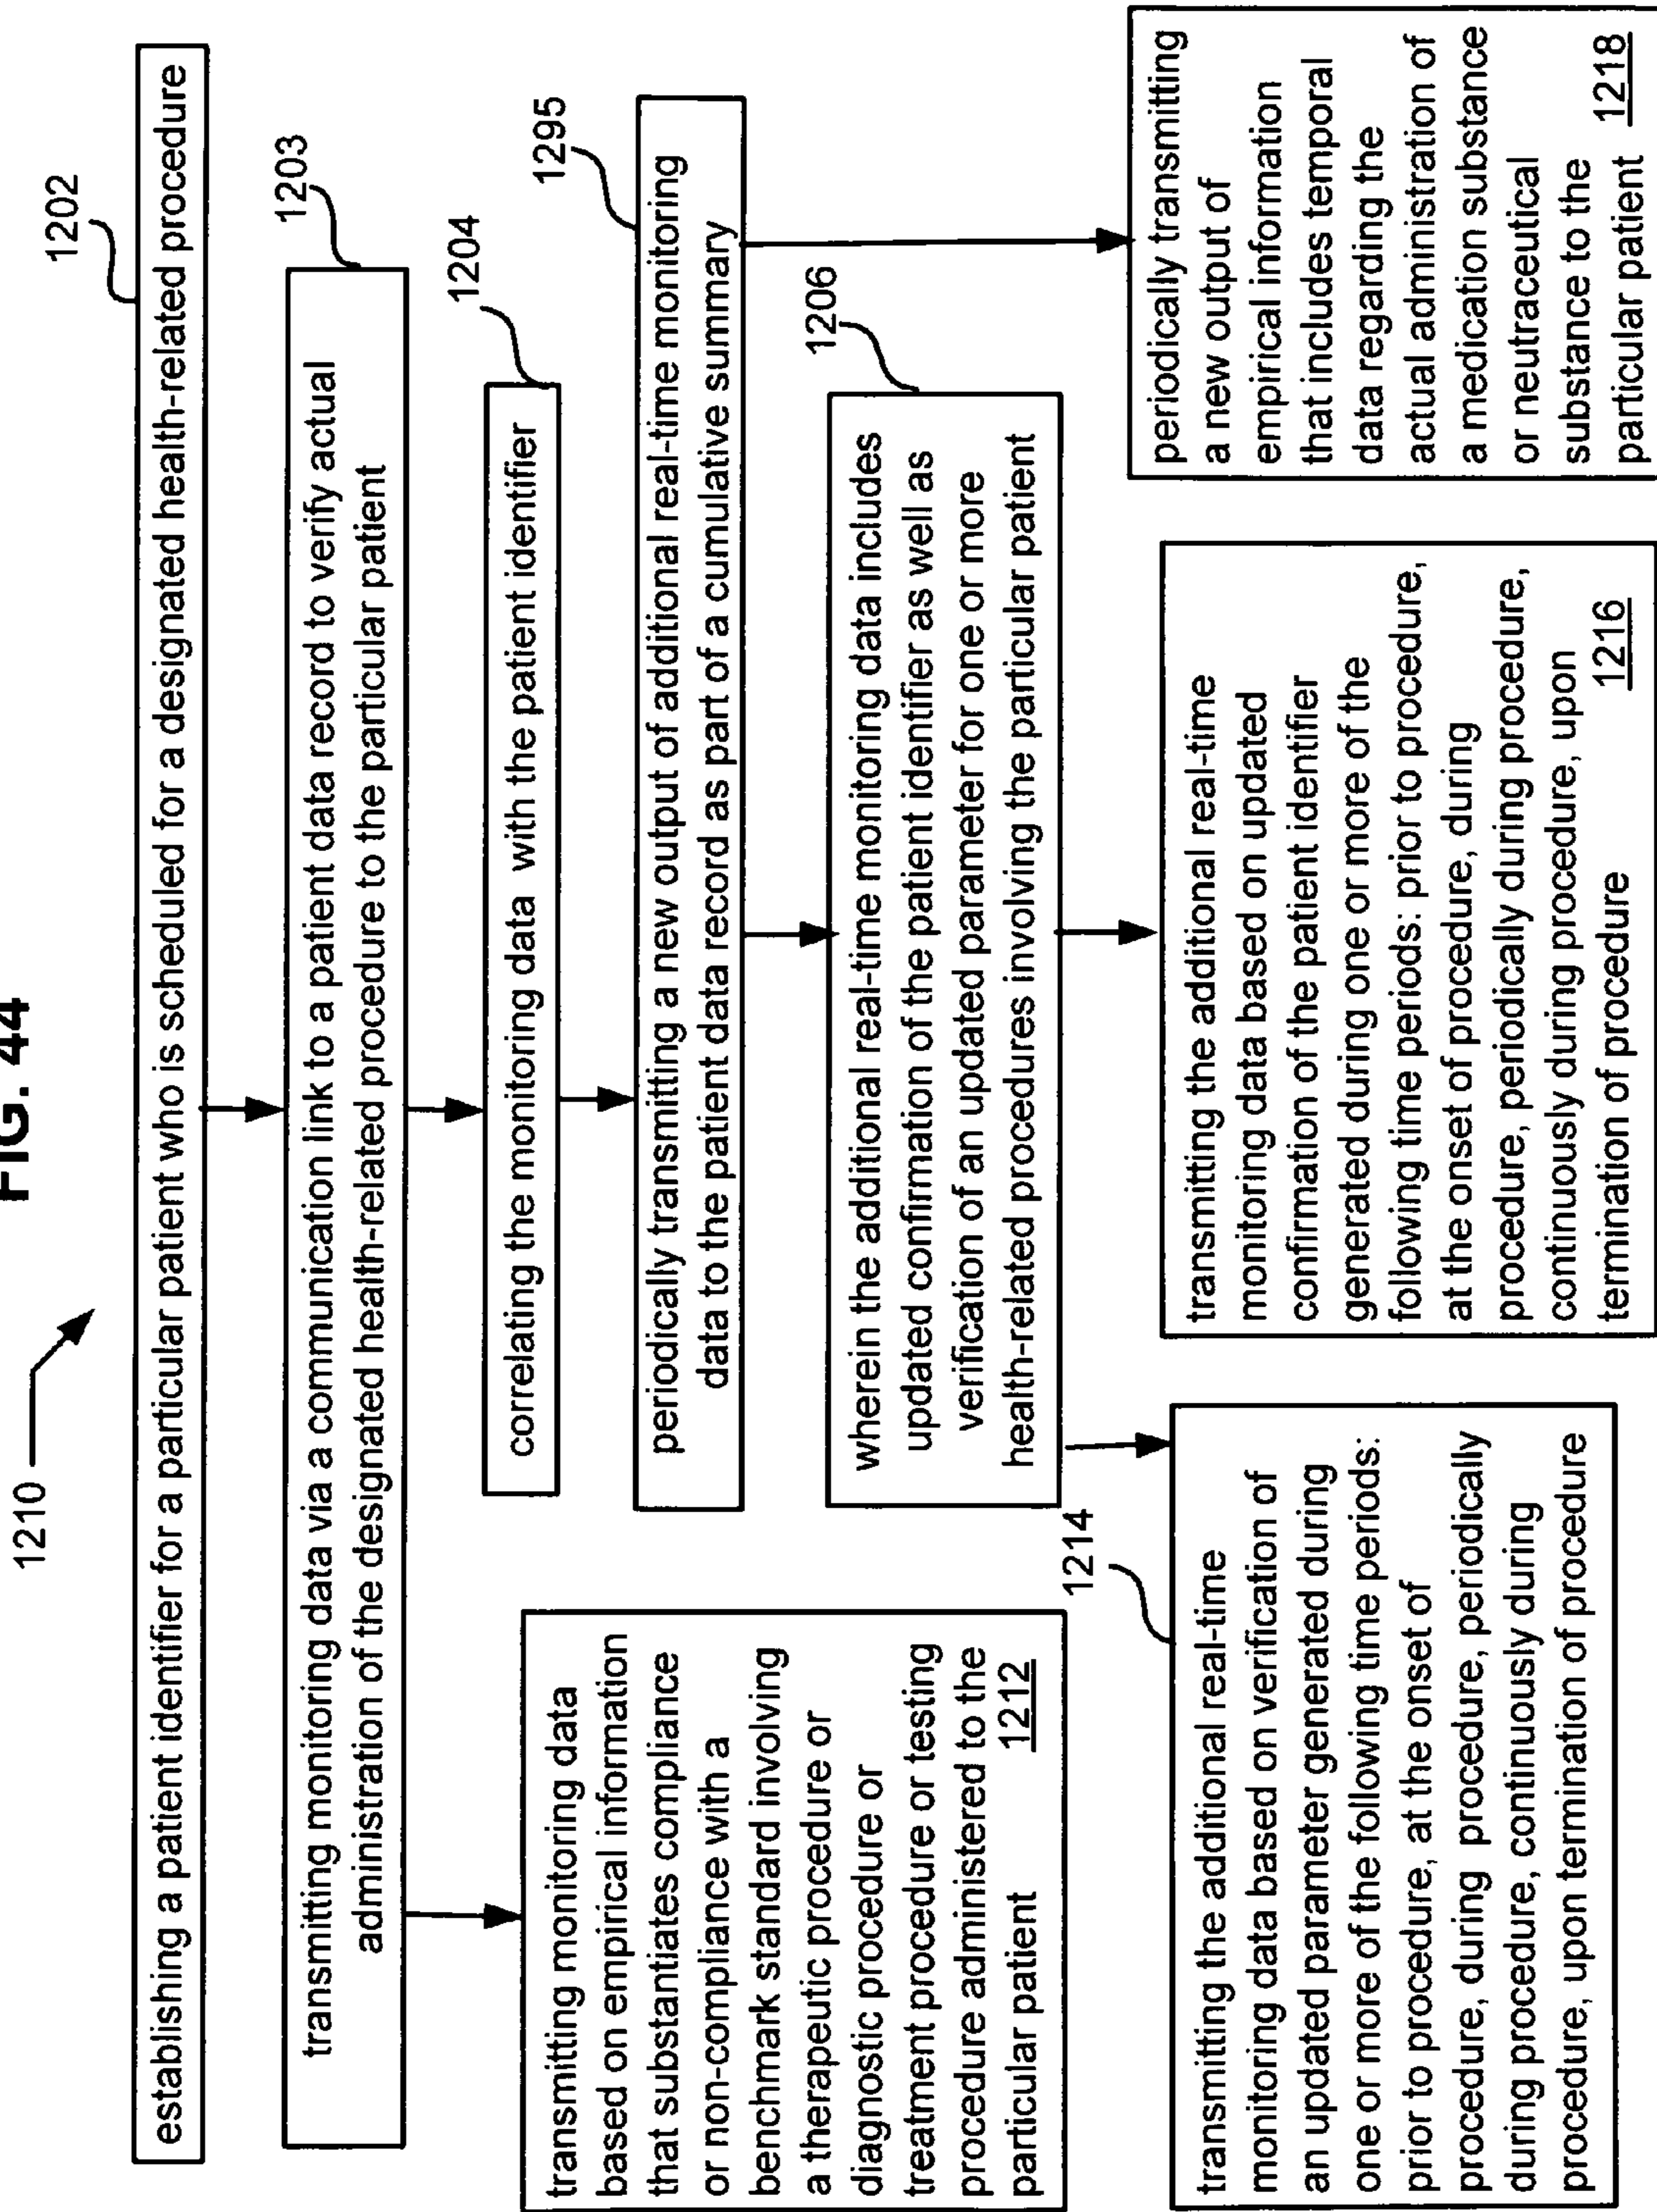 FIG. 44
1210
1202
establishing a patient identifier for a particular patient who is scheduled for a designated health-related procedure
1203
transmitting monitoring data via a communication link to a patient data record to verify actual
administration of the designated health-related procedure to the particular patient
1204
correlating the monitoring data with the patient identifier
1295
periodically transmitting a new output of additional real-time monitoring
data to the patient data record as part of a cumulative summary
1206
wherein the additional real-time monitoring data includes
updated confirmation of the patient identifier as well as
verification of an updated parameter for one or more
health-related procedures involving the particular patient
transmitting monitoring data
based on empirical information
that substantiates compliance
or non-compliance with a
benchmark standard involving
a therapeutic procedure or
diagnostic procedure or
treatment procedure or testing
procedure administered to the
particular patient 1212
1214
transmitting the additional real-time
monitoring data based on verification of
an updated parameter generated during
one or more of the following time periods:
prior to procedure, at the onset of
procedure, during procedure, periodically
during procedure, continuously during
procedure, upon termination of procedure
transmitting the additional real-time
monitoring data based on updated
confirmation of the patient identifier
generated during one or more of the
following time periods: prior to procedure,
at the onset of procedure, during
procedure, periodically during procedure,
continuously during procedure, upon
termination of procedure 1216
periodically transmitting
a new output of
empirical information
that includes temporal
data regarding the
actual administration of
a medication substance
or neutraceutical
substance to the
particular patient 1218